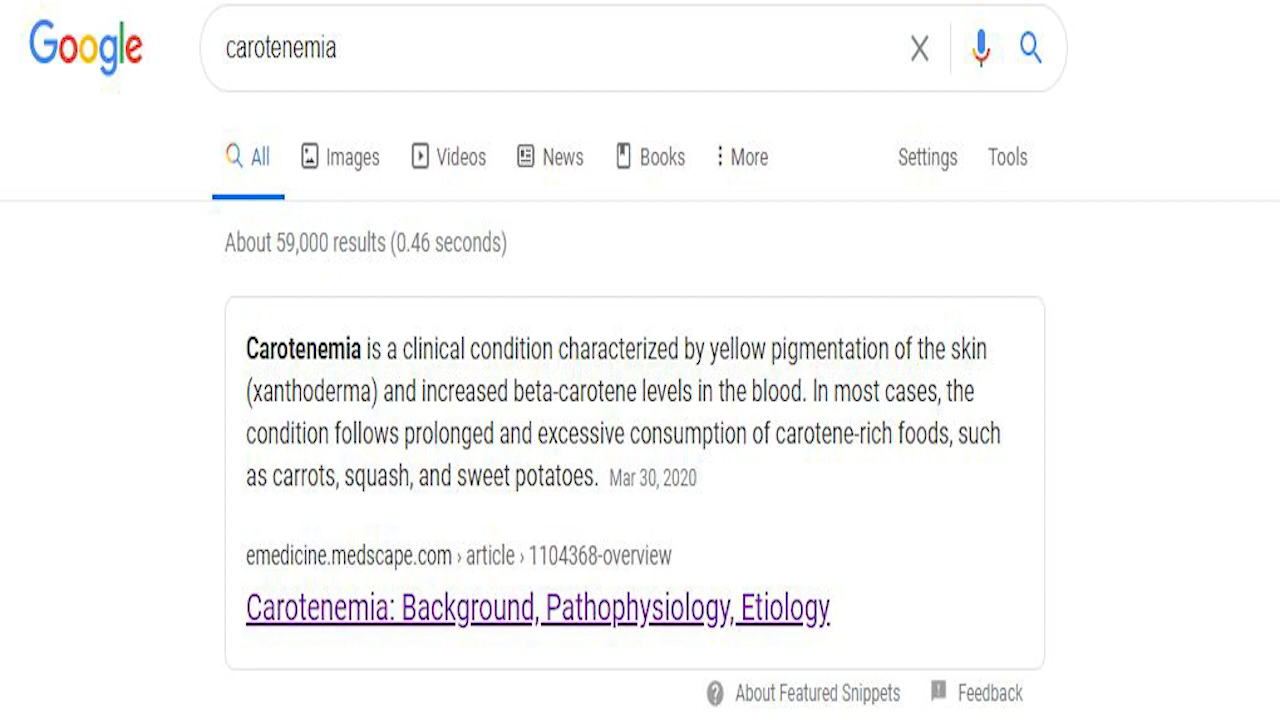 Google
carotenemia
All Images Videos News Books More Settings Tools
About 59,000 results (0.46 seconds)
Carotenemia is a clinical condition characterized by yellow pigmentation of the skin
(xanthoderma) and increased beta-carotene levels in the blood. In most cases, the
condition follows prolonged and excessive consumption of carotene-rich foods, such
as carrots, squash, and sweet potatoes. Mar 30, 2020
emedicine.medscape.com › article › 1104368-overview
Carotenemia: Background, Pathophysiology, Etiology
About Featured Snippets Feedback